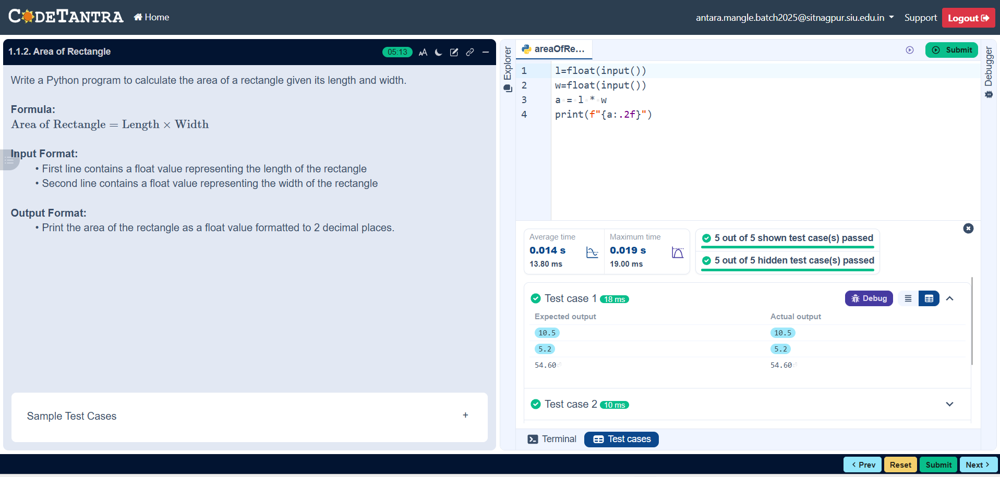 CODETANTRA Home
antara.mangle.batch2025@sitnagpur.siu.edu.in Support Logout
1.1.2. Area of Rectangle
05:13 AA
Write a Python program to calculate the area of a rectangle given its length and width.
Formula:
Area of Rectangle = Length × Width
Input Format:
• First line contains a float value representing the length of the rectangle
• Second line contains a float value representing the width of the rectangle
Output Format:
• Print the area of the rectangle as a float value formatted to 2 decimal places.
Sample Test Cases +
Explorer
areaOfRe...
Submit
Debugger
1 l=float(input())
2 w=float(input())
3 a = l * w
4 print(f"{a:.2f}")
Average time
0.014 s
13.80 ms
Maximum time
0.019 s
19.00 ms
5 out of 5 shown test case(s) passed
5 out of 5 hidden test case(s) passed
Test case 1 18 ms
Debug
Expected output Actual output
10.5 10.5
5.2 5.2
54.60 54.60
Test case 2 10 ms
Terminal Test cases
< Prev Reset Submit Next >